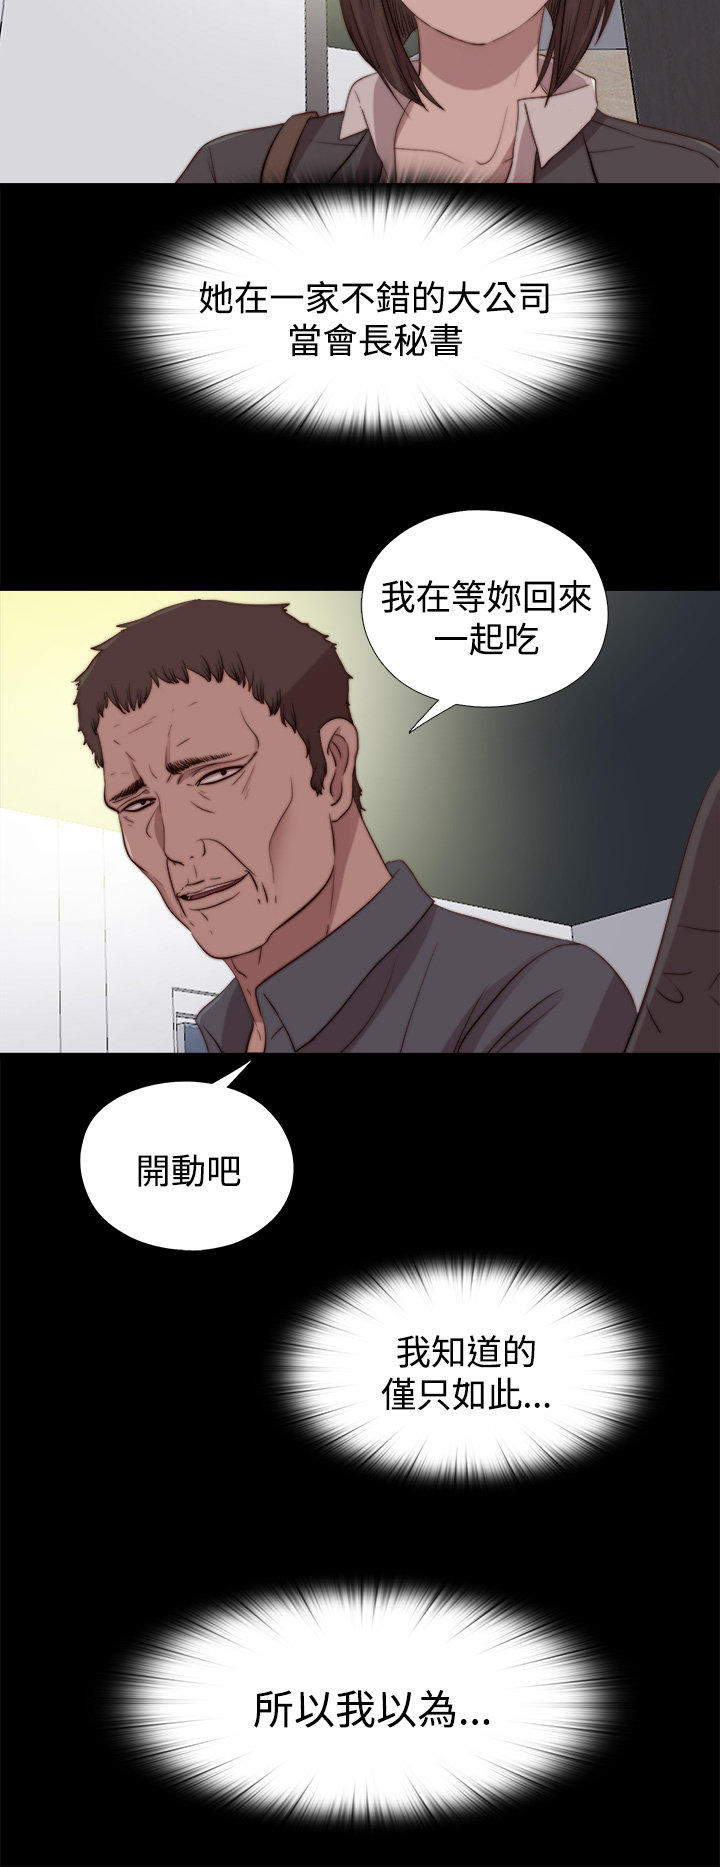 她在一家不錯的大公司
當會長秘書
我在等妳回來
一起吃
開動吧
我知道的
僅只如此...
所以我以為...